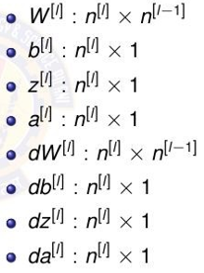 W^{[l]} : n^{[l]} × n^{[l−1]}
b^{[l]} : n^{[l]} × 1
z^{[l]} : n^{[l]} × 1
a^{[l]} : n^{[l]} × 1
dW^{[l]} : n^{[l]} × n^{[l−1]}
db^{[l]} : n^{[l]} × 1
dz^{[l]} : n^{[l]} × 1
da^{[l]} : n^{[l]} × 1